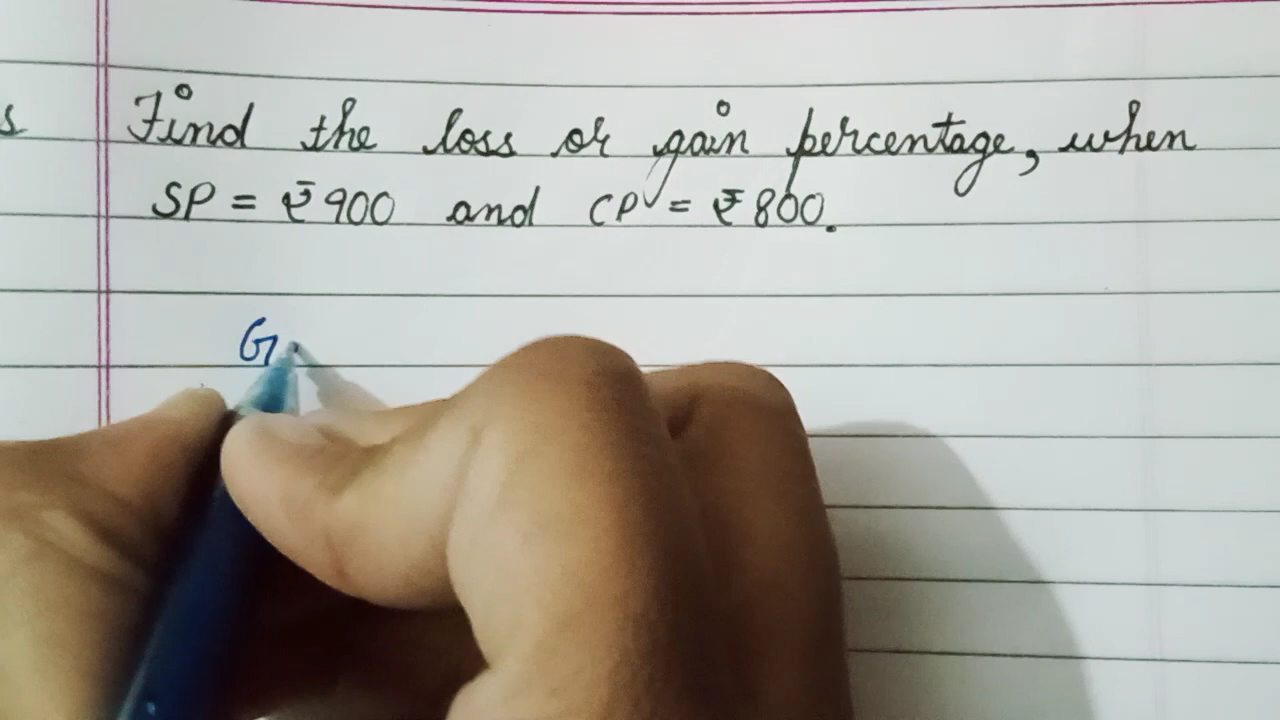 s Find the loss or gain percentage, when
SP = ₹900 and CP = ₹800.
G